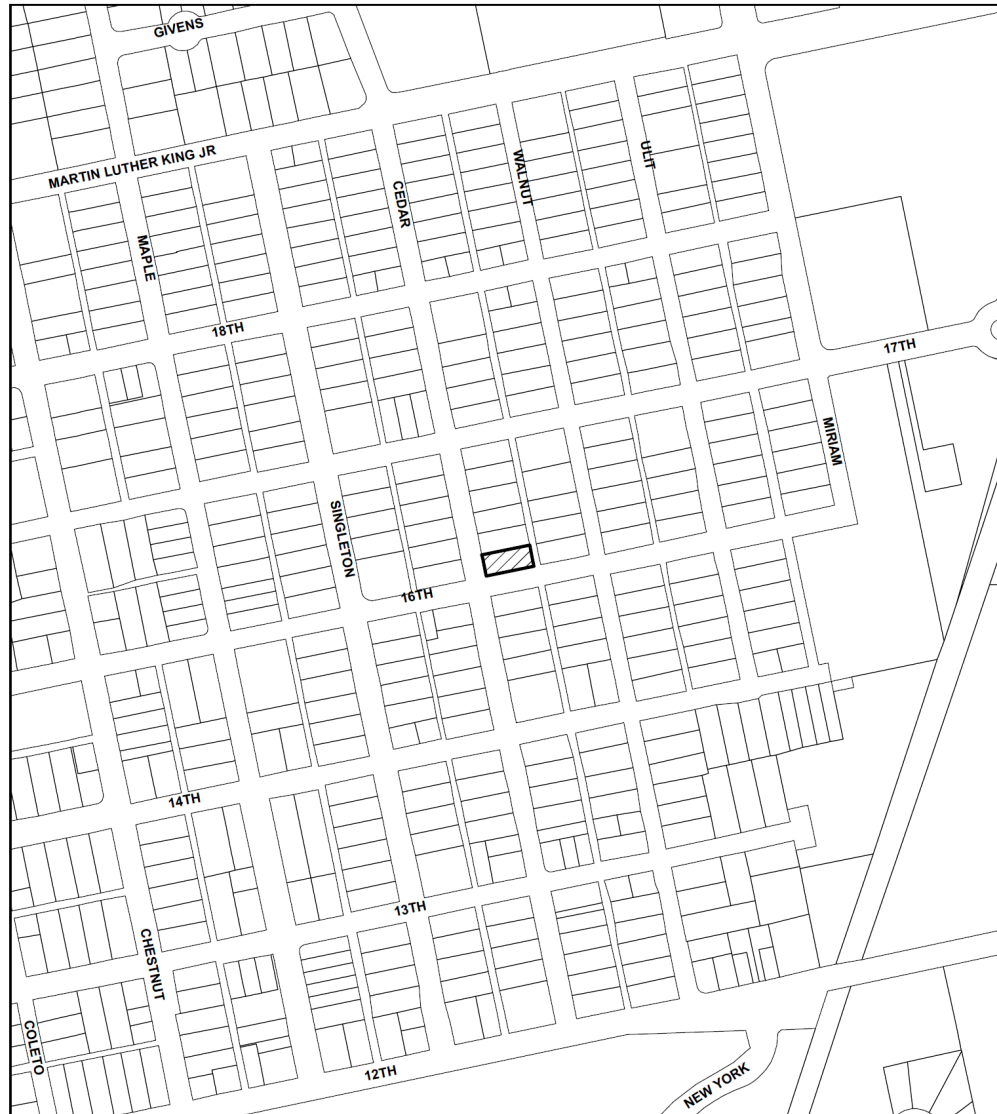 GIVENS
MARTIN LUTHER KING JR
ULIT
WALNUT
CEDAR
MAPLE
18TH
17TH
MIRIAM
SINGLETON
16TH
14TH
13TH
CHESTNUT
COLETO
12TH
NEW YORK